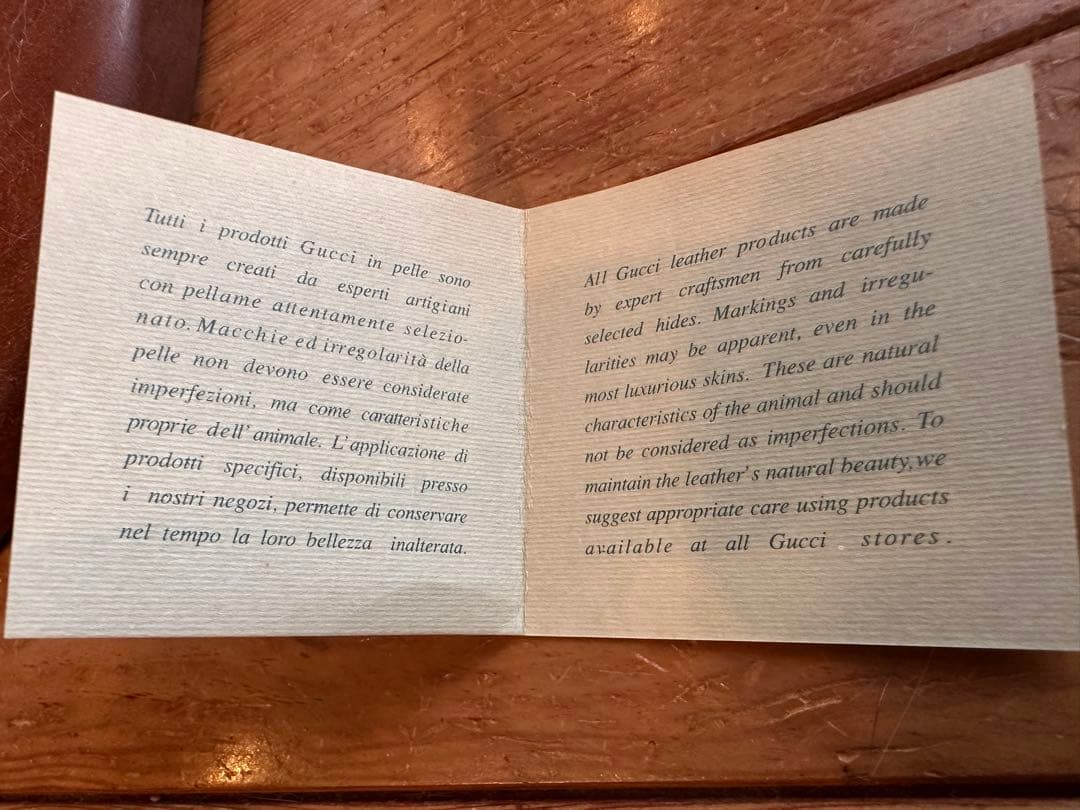 Tutti i prodotti Gucci in pelle sono
sempre creati da esperti artigiani
con pellame attentamente selezio-
nato. Macchie ed irregolarità della
pelle non devono essere considerate
imperfezioni, ma come caratteristiche
proprie dell'animale. L'applicazione di
prodotti specifici, disponibili presso
i nostri negozi, permette di conservare
nel tempo la loro bellezza inalterata.
All Gucci leather products are made
by expert craftsmen from carefully
selected hides. Markings and irregu-
larities may be apparent, even in the
most luxurious skins. These are natural
characteristics of the animal and should
not be considered as imperfections. To
maintain the leather's natural beauty, we
suggest appropriate care using products
available at all Gucci stores.